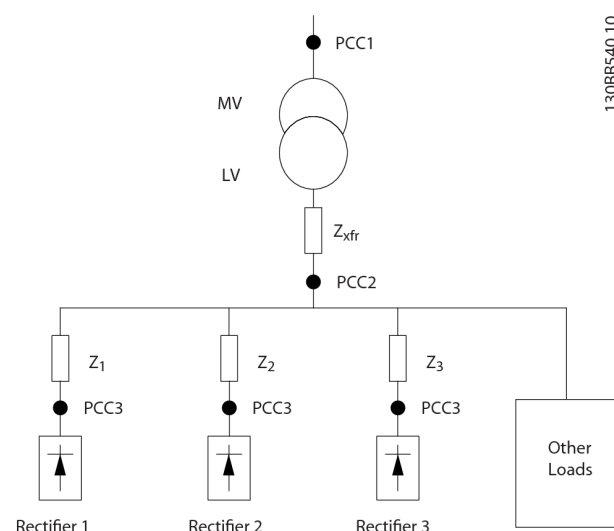 PCC1
130BB540.10
MV
LV
Zxfr
PCC2
Z1
Z2
Z3
PCC3
PCC3
PCC3
Other
Loads
Rectifier 1
Rectifier 2
Rectifier 3